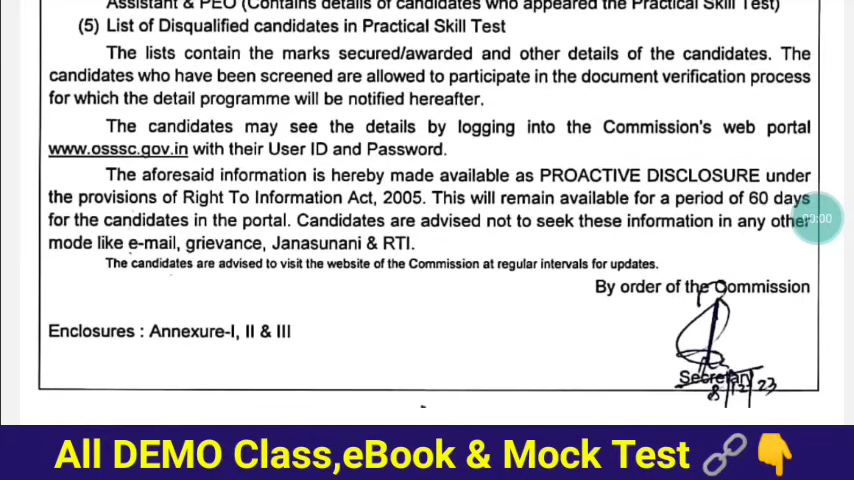 Assistant & PEO (Contains details of candidates who appeared the Practical Skill Test)
(5) List of Disqualified candidates in Practical Skill Test
The lists contain the marks secured/awarded and other details of the candidates. The
candidates who have been screened are allowed to participate in the document verification process
for which the detail programme will be notified hereafter.
The candidates may see the details by logging into the Commission's web portal
www.osssc.gov.in with their User ID and Password.
The aforesaid information is hereby made available as PROACTIVE DISCLOSURE under
the provisions of Right To Information Act, 2005. This will remain available for a period of 60 days
for the candidates in the portal. Candidates are advised not to seek these information in any other
mode like e-mail, grievance, Janasunani & RTI.
The candidates are advised to visit the website of the Commission at regular intervals for updates.
By order of the Commission
Enclosures : Annexure-I, II & III
Secretary
8/12/23
00:00
All DEMO Class,eBook & Mock Test